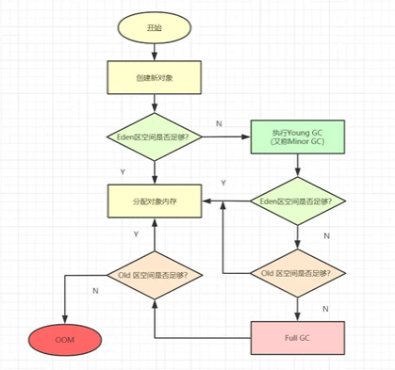 开始
创建新对象
Eden区空间是否足够?
N
执行Young GC
(又称Minor GC)
Y
Y
分配对象内存
Eden区空间是否足够?
Y
N
Old 区空间是否足够?
Old 区空间是否足够?
N
N
OOM
Full GC